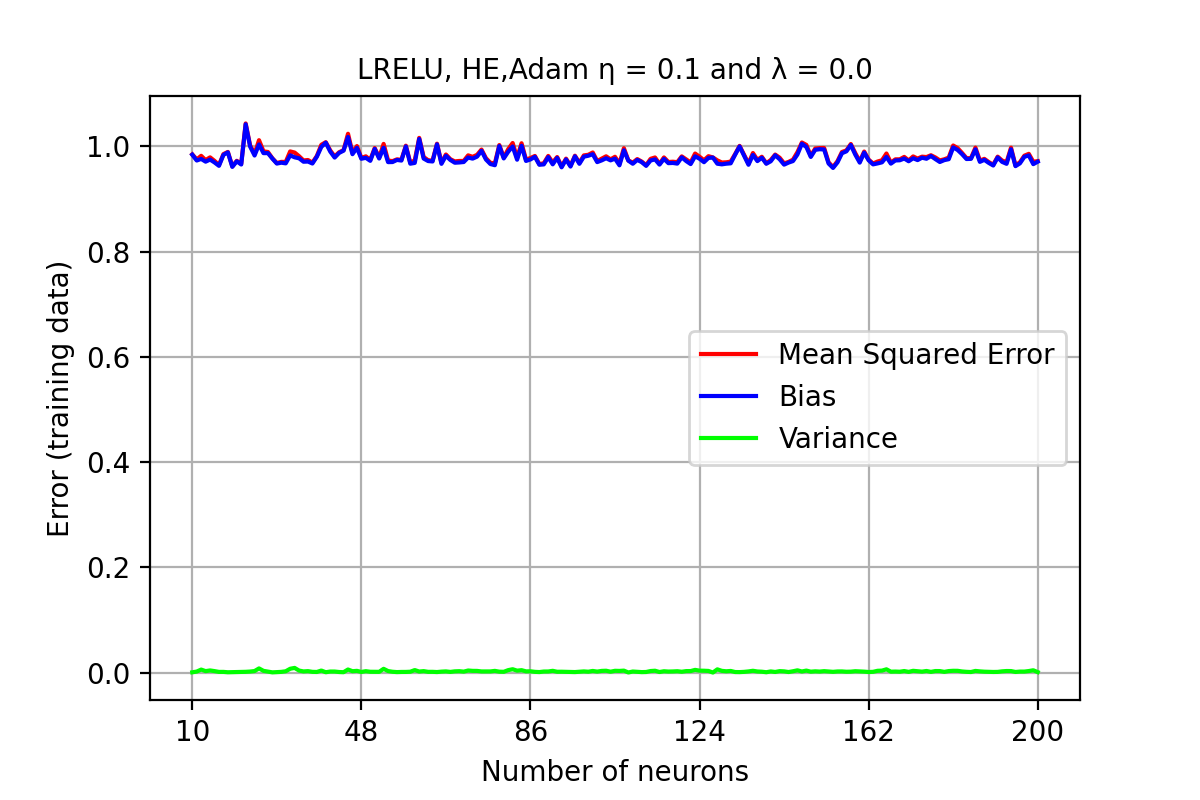 LRELU, HE,Adam η = 0.1 and λ = 0.0
Error (training data)
1.0
0.8
0.6
0.4
0.2
0.0
Mean Squared Error
Bias
Variance
10 48 86 124 162 200
Number of neurons